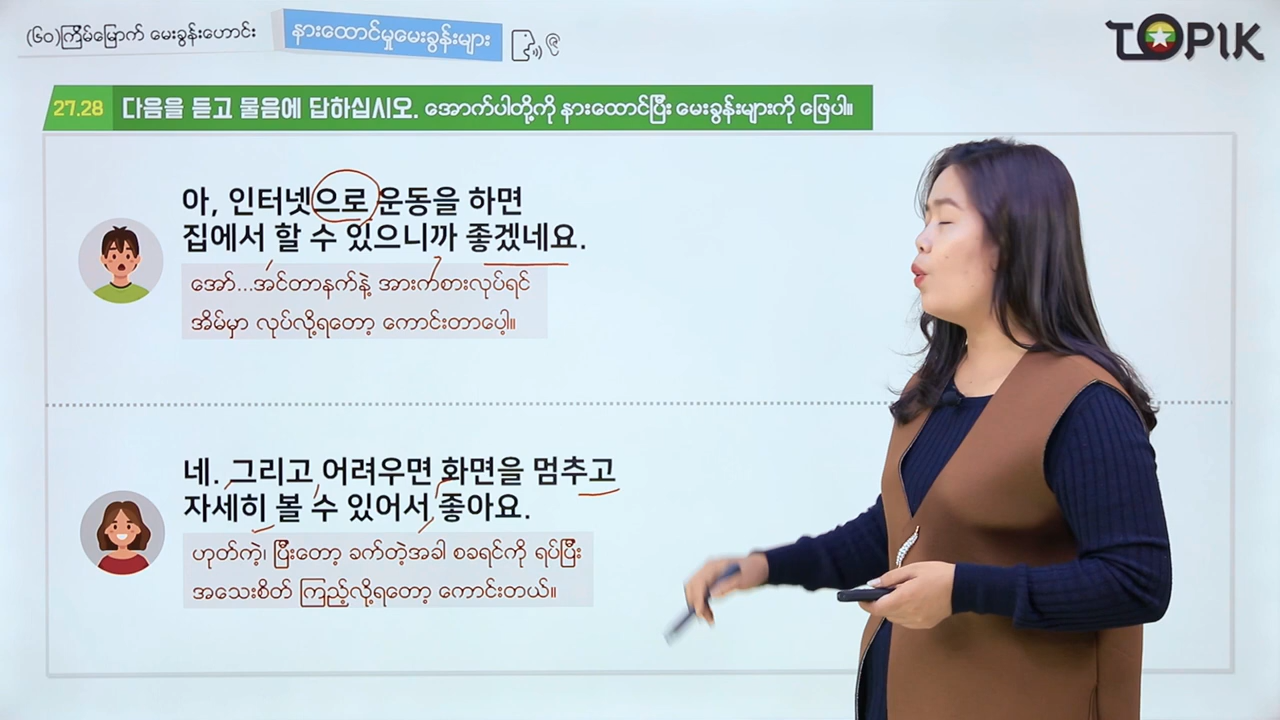 (၆၀)ကြိမ်မြောက် မေးခွန်းဟောင်း
နားထောင်မှုမေးခွန်းများ
TOPIK
27.28 다음을 듣고 물음에 답하십시오. အောက်ပါတို့ကို နားထောင်ပြီး မေးခွန်းများကို ဖြေပါ။
아, 인터넷으로 운동을 하면
집에서 할 수 있으니까 좋겠네요.
အော်...အင်တာနက်နဲ့ အားကစားလုပ်ရင်
အိမ်မှာ လုပ်လို့ရတော့ ကောင်းတာပေါ့။
네. 그리고 어려우면 화면을 멈추고
자세히 볼 수 있어서 좋아요.
ဟုတ်ကဲ့၊ ပြီးတော့ ခက်တဲ့အခါ စခရင်ကို ရပ်ပြီး
အသေးစိတ် ကြည့်လို့ရတော့ ကောင်းတယ်။